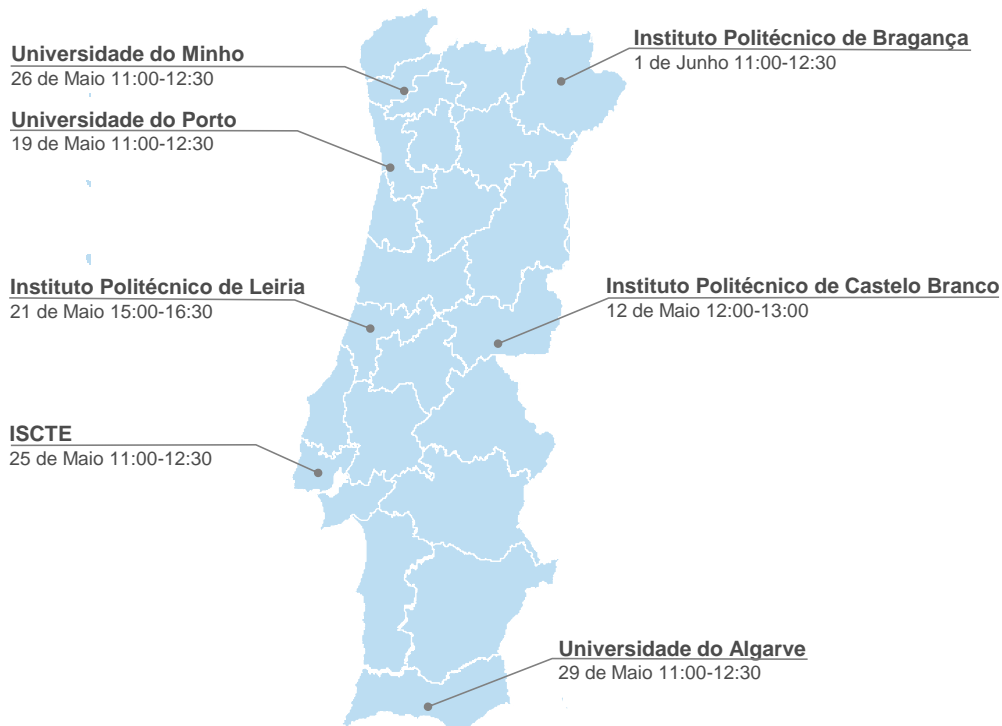 Universidade do Minho
26 de Maio 11:00-12:30
Instituto Politécnico de Bragança
1 de Junho 11:00-12:30
Universidade do Porto
19 de Maio 11:00-12:30
Instituto Politécnico de Leiria
21 de Maio 15:00-16:30
Instituto Politécnico de Castelo Branco
12 de Maio 12:00-13:00
ISCTE
25 de Maio 11:00-12:30
Universidade do Algarve
29 de Maio 11:00-12:30